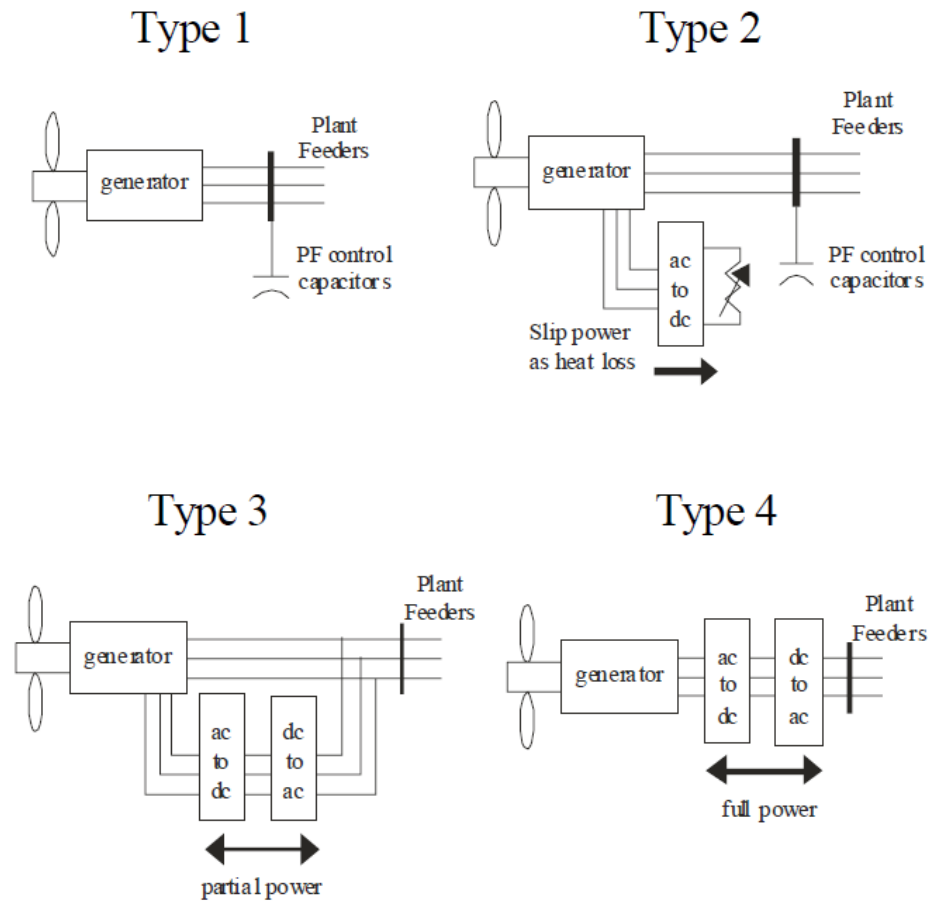 Type 1
Plant
Feeders
generator
PF control
capacitors
Type 2
Plant
Feeders
generator
ac
to
dc
PF control
capacitors
Slip power
as heat loss
Type 3
Plant
Feeders
generator
ac
to
dc
dc
to
ac
partial power
Type 4
Plant
Feeders
generator
ac
to
dc
dc
to
ac
full power